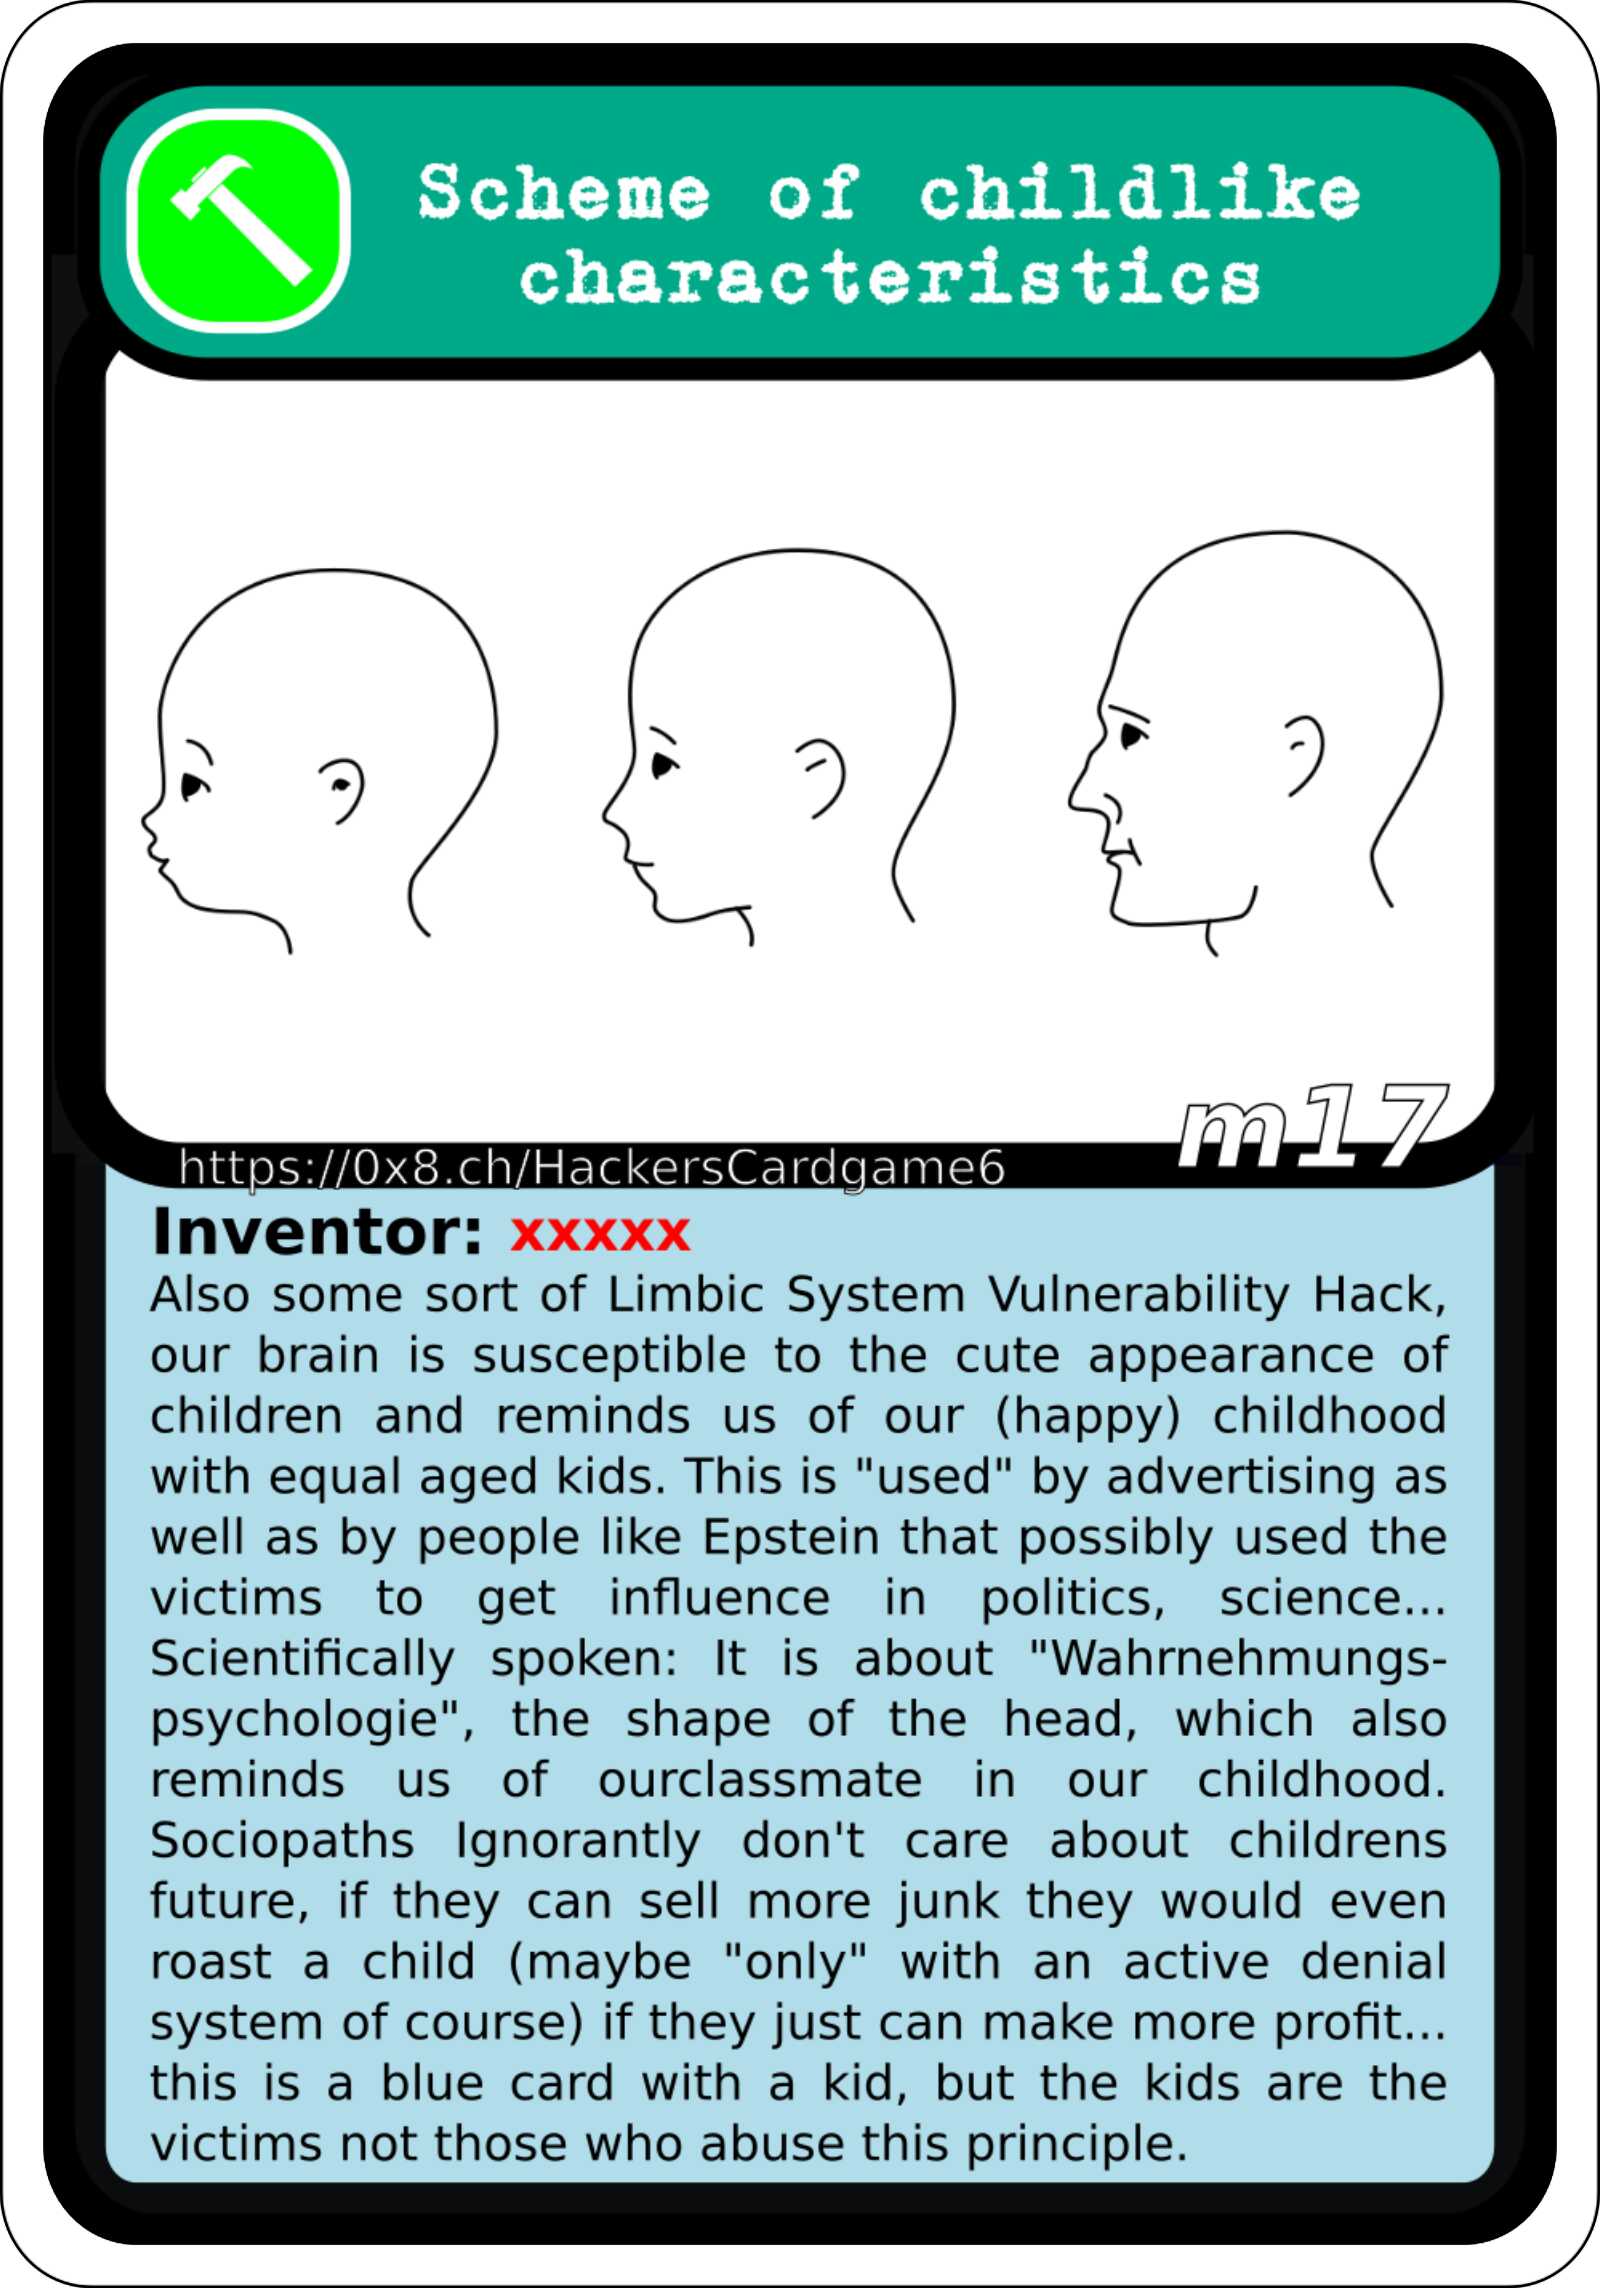 Scheme of childlike
characteristics
m17
https://0x8.ch/HackersCardgame6
Inventor: xxxxx
Also some sort of Limbic System Vulnerability Hack,
our brain is susceptible to the cute appearance of
children and reminds us of our (happy) childhood
with equal aged kids. This is "used" by advertising as
well as by people like Epstein that possibly used the
victims to get influence in politics, science...
Scientifically spoken: It is about "Wahrnehmungs-
psychologie", the shape of the head, which also
reminds us of ourclassmate in our childhood.
Sociopaths Ignorantly don't care about childrens
future, if they can sell more junk they would even
roast a child (maybe "only" with an active denial
system of course) if they just can make more profit...
this is a blue card with a kid, but the kids are the
victims not those who abuse this principle.